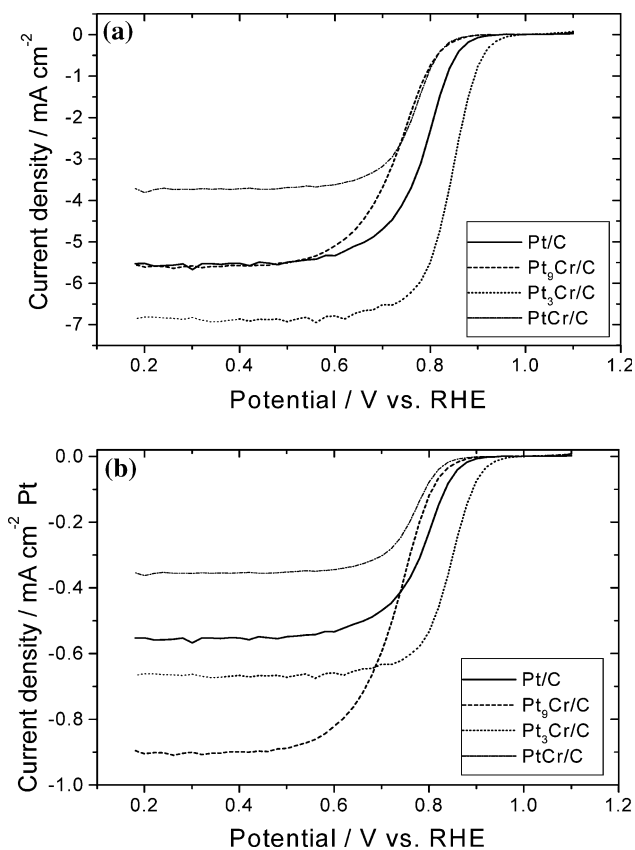 (a)
0
-1
-2
-3
-4
-5
-6
-7
Current density / mA cm⁻²
Pt/C
Pt₉Cr/C
Pt₃Cr/C
PtCr/C
0.2 0.4 0.6 0.8 1.0 1.2
Potential / V vs. RHE
(b)
0.0
-0.2
-0.4
-0.6
-0.8
-1.0
Current density / mA cm⁻² Pt
Pt/C
Pt₉Cr/C
Pt₃Cr/C
PtCr/C
0.2 0.4 0.6 0.8 1.0 1.2
Potential / V vs. RHE